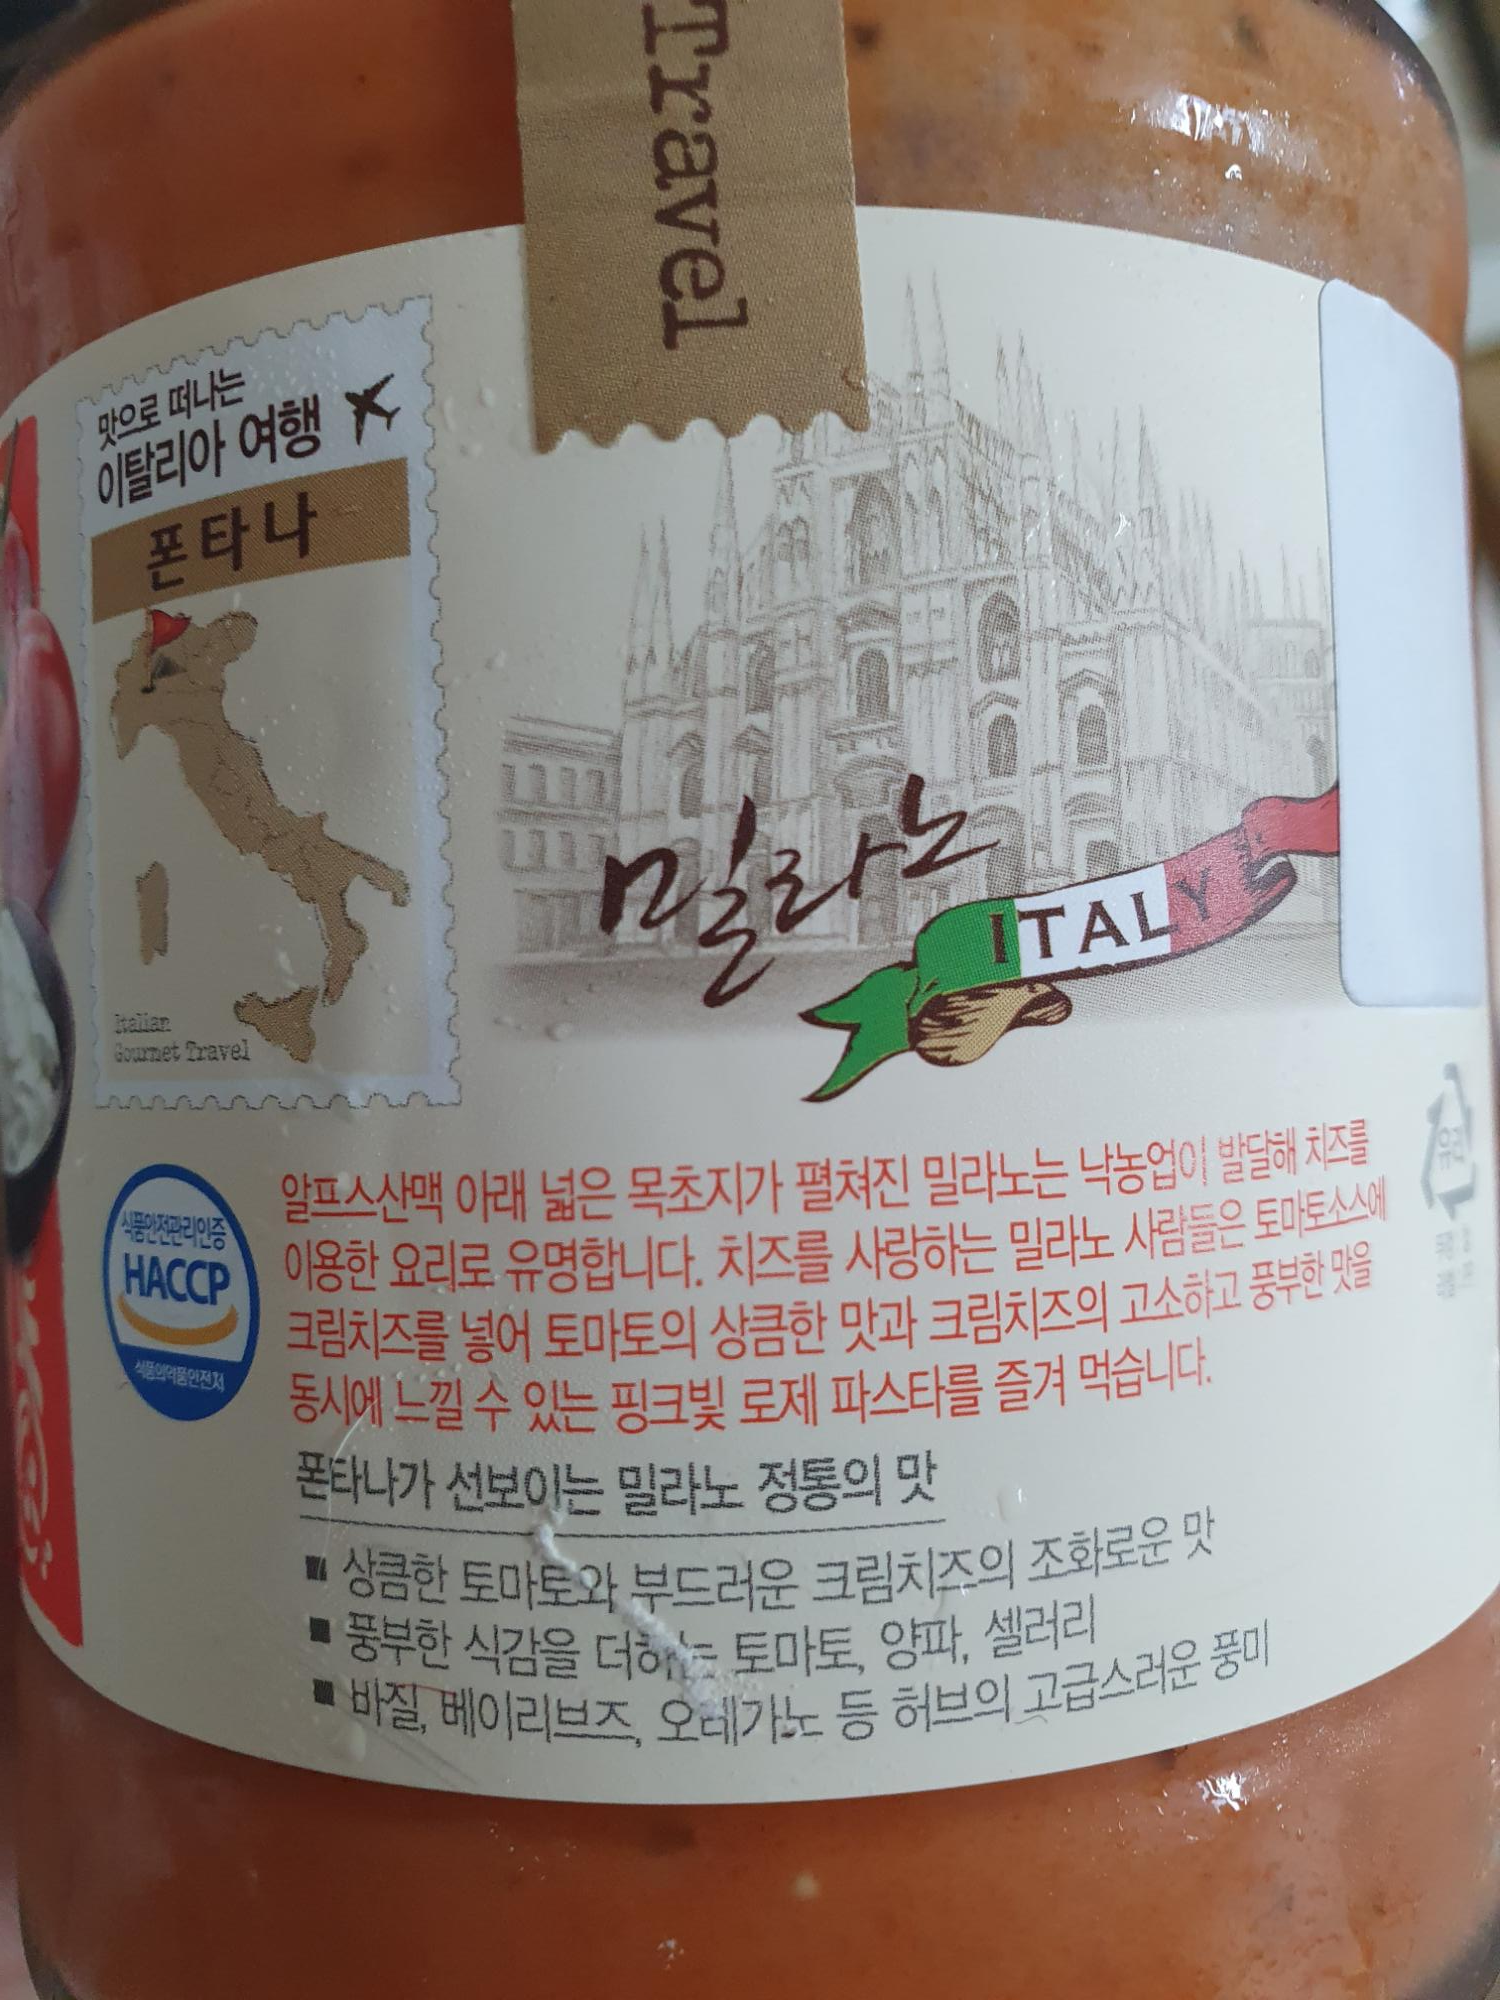 Travel
맛으로 떠나는
이탈리아 여행
폰타나
Italian
Gourmet Travel
밀라노
ITALY
식품안전관리인증
HACCP
식품의약품안전처
알프스산맥 아래 넓은 목초지가 펼쳐진 밀라노는 낙농업이 발달해 치즈를
이용한 요리로 유명합니다. 치즈를 사랑하는 밀라노 사람들은 토마토소스에
크림치즈를 넣어 토마토의 상큼한 맛과 크림치즈의 고소하고 풍부한 맛을
동시에 느낄 수 있는 핑크빛 로제 파스타를 즐겨 먹습니다.
폰타나가 선보이는 밀라노 정통의 맛
■ 상큼한 토마토와 부드러운 크림치즈의 조화로운 맛
■ 풍부한 식감을 더하는 토마토, 양파, 셀러리
■ 바질, 베이리브즈, 오레가노 등 허브의 고급스러운 풍미
유리